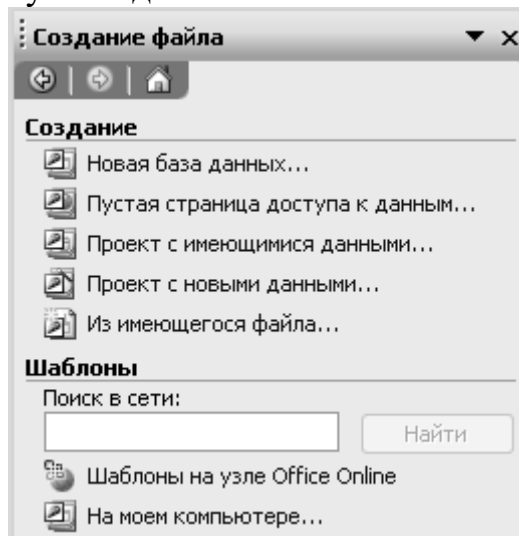 Создание файла
Создание
Новая база данных...
Пустая страница доступа к данным...
Проект с имеющимися данными...
Проект с новыми данными...
Из имеющегося файла...
Шаблоны
Поиск в сети:
Найти
Шаблоны на узле Office Online
На моем компьютере...